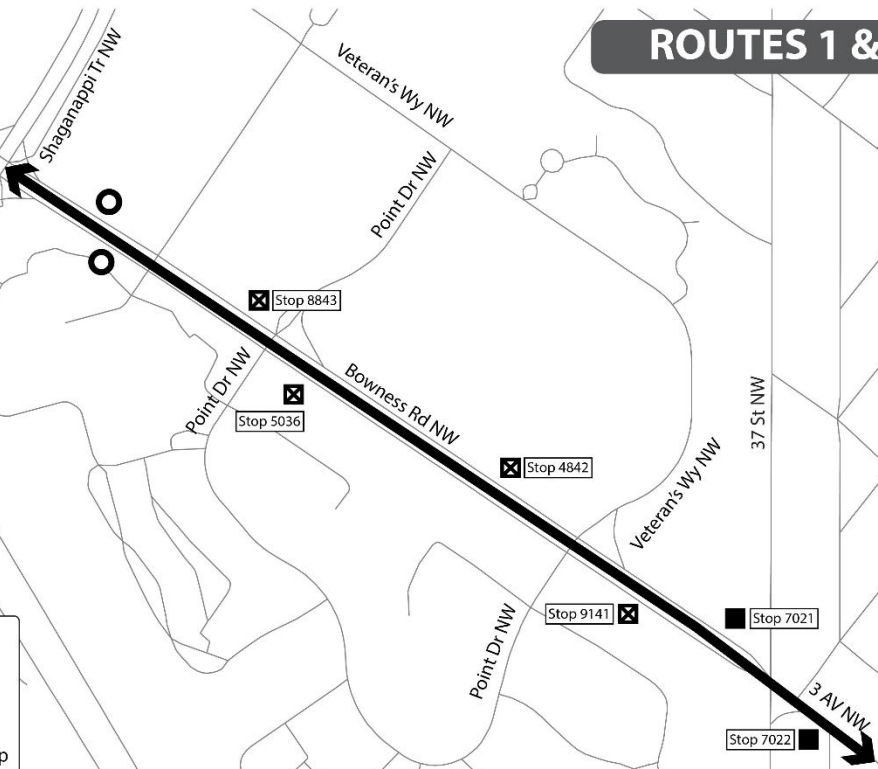 ROUTES 1 &
Shaganappi Tr NW
Veteran's Wy NW
Point Dr NW
Stop 8843
Point Dr NW
Bowness Rd NW
Stop 5036
37 St NW
Stop 4842
Veteran's Wy NW
Stop 9141
Stop 7021
Point Dr NW
3 AV NW
Stop 7022